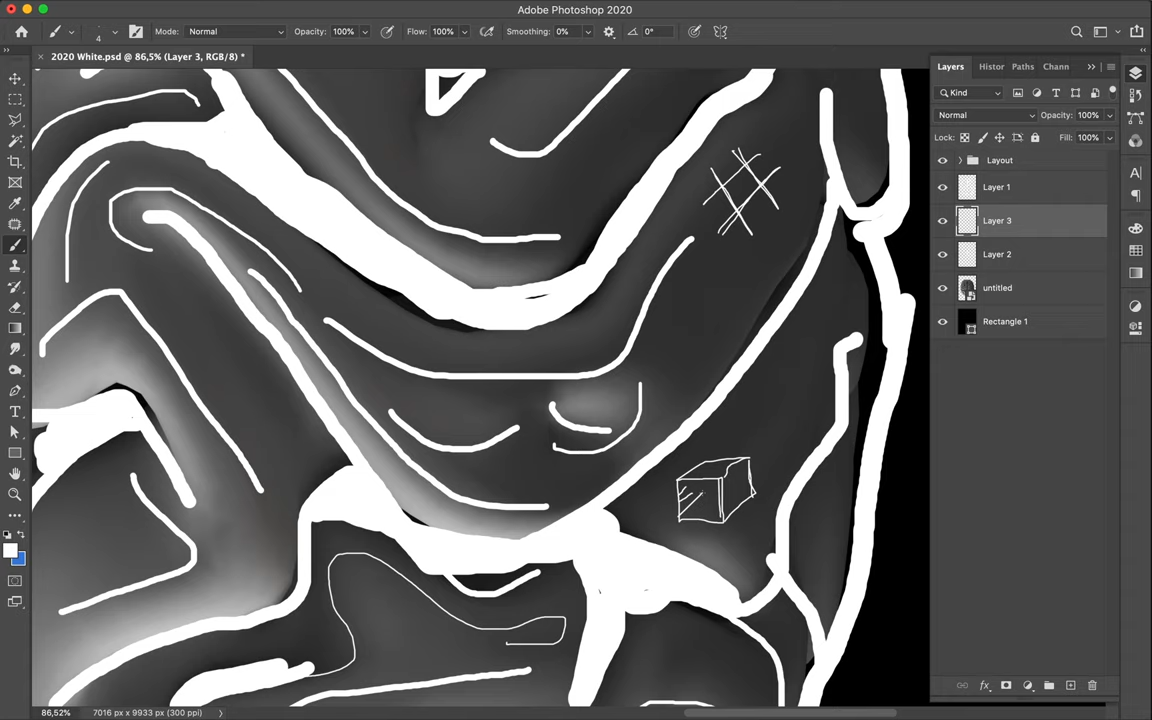 Adobe Photoshop 2020
4 Mode: Normal Opacity: 100% Flow: 100% Smoothing: 0% 0°
2020 White.psd @ 86,5% (Layer 3, RGB/8) *
Layers Histor Paths Chann
Kind
Normal Opacity: 100%
Lock: Fill: 100%
Layout
Layer 1
Layer 3
Layer 2
untitled
Rectangle 1
86,52% 7016 px x 9933 px (300 ppi)